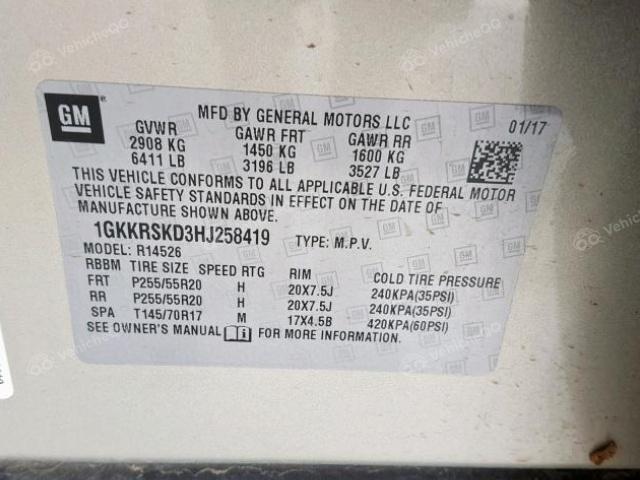 GM
MFD BY GENERAL MOTORS LLC
01/17
GVWR GAWR FRT GAWR RR
2908 KG 1450 KG 1600 KG
6411 LB 3196 LB 3527 LB
THIS VEHICLE CONFORMS TO ALL APPLICABLE U.S. FEDERAL MOTOR
VEHICLE SAFETY STANDARDS IN EFFECT ON THE DATE OF
MANUFACTURE SHOWN ABOVE.
1GKKRSKD3HJ258419 TYPE: M.P.V.
MODEL: R14526
RBBM TIRE SIZE SPEED RTG RIM COLD TIRE PRESSURE
FRT P255/55R20 H 20X7.5J 240KPA(35PSI)
RR P255/55R20 H 20X7.5J 240KPA(35PSI)
SPA T145/70R17 M 17X4.5B 420KPA(60PSI)
SEE OWNER'S MANUAL FOR MORE INFORMATION.